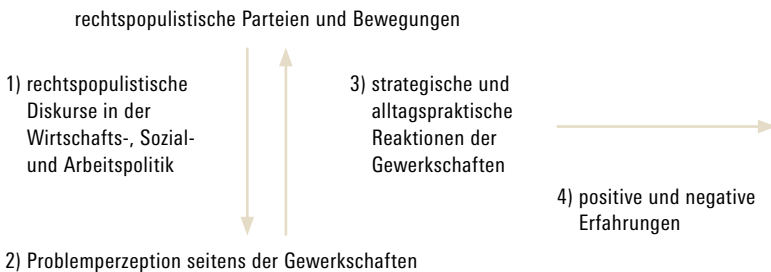 rechtspopulistische Parteien und Bewegungen
1) rechtspopulistische
Diskurse in der
Wirtschafts-, Sozial-
und Arbeitspolitik
3) strategische und
alltagspraktische
Reaktionen der
Gewerkschaften
4) positive und negative
Erfahrungen
2) Problemperzeption seitens der Gewerkschaften